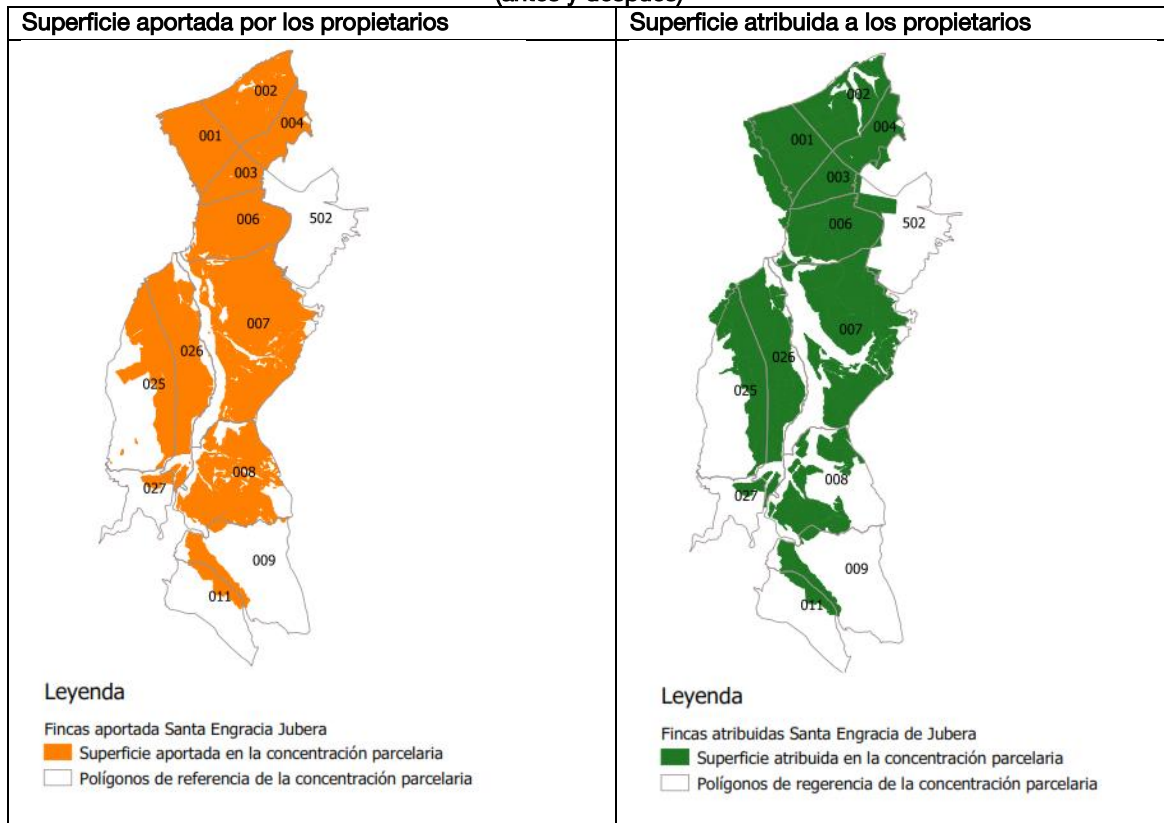 (antes y después)
Superficie aportada por los propietarios
002
001
004
003
006
502
007
026
025
008
027
009
011
Leyenda
Fincas aportada Santa Engracia Jubera
Superficie aportada en la concentración parcelaria
Polígonos de referencia de la concentración parcelaria
Superficie atribuida a los propietarios
002
004
001
003
006
502
007
026
025
008
027
009
011
Leyenda
Fincas atribuidas Santa Engracia de Jubera
Superficie atribuida en la concentración parcelaria
Polígonos de regerencia de la concentración parcelaria